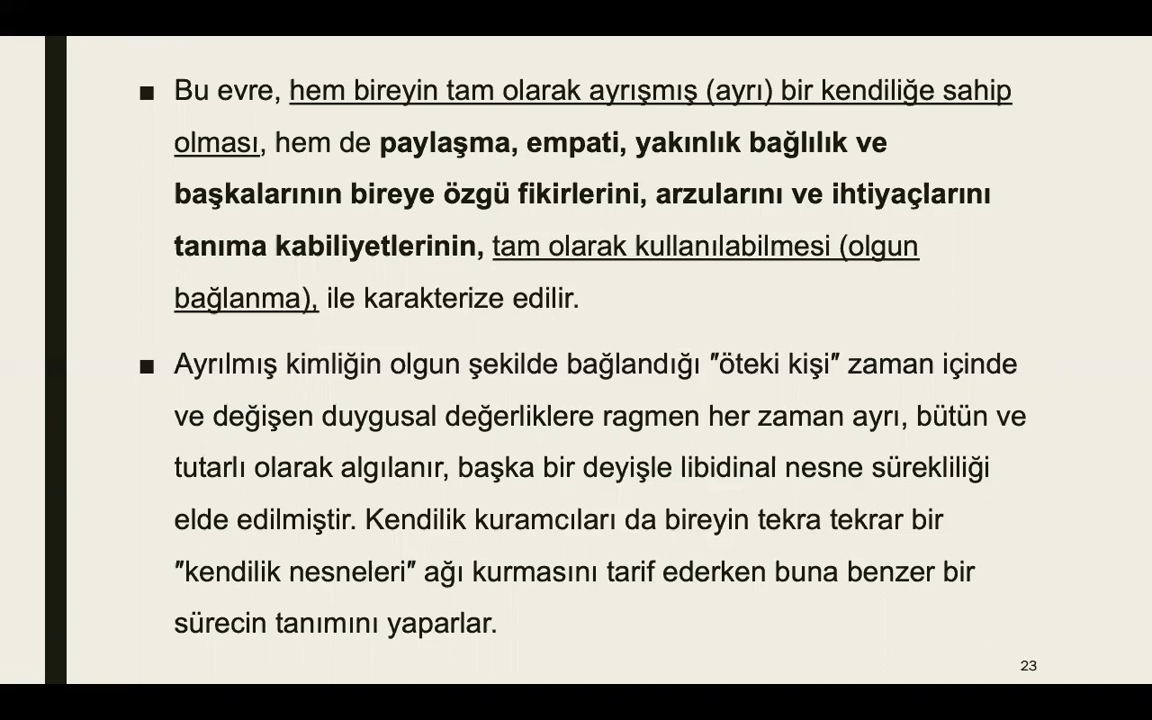 ■ Bu evre, hem bireyin tam olarak ayrışmış (ayrı) bir kendiliğe sahip
olması, hem de paylaşma, empati, yakınlık bağlılık ve
başkalarının bireye özgü fikirlerini, arzularını ve ihtiyaçlarını
tanıma kabiliyetlerinin, tam olarak kullanılabilmesi (olgun
bağlanma), ile karakterize edilir.
■ Ayrılmış kimliğin olgun şekilde bağlandığı "öteki kişi" zaman içinde
ve değişen duygusal değerliklere ragmen her zaman ayrı, bütün ve
tutarlı olarak algılanır, başka bir deyişle libidinal nesne sürekliliği
elde edilmiştir. Kendilik kuramcıları da bireyin tekra tekrar bir
"kendilik nesneleri" ağı kurmasını tarif ederken buna benzer bir
sürecin tanımını yaparlar.
23